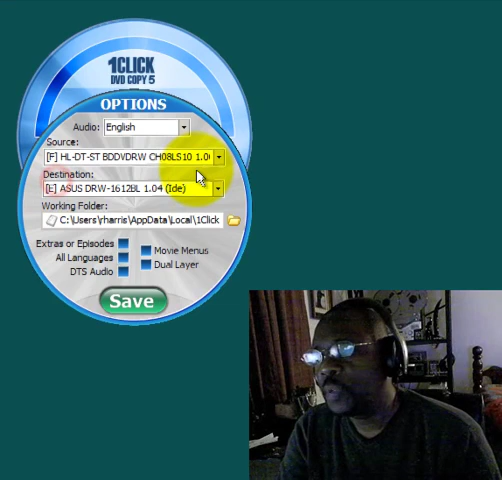 1CLICK
DVD COPY 5
OPTIONS
Audio: English
Source:
[F] HL-DT-ST BDDVDRW CH08LS10 1.0(
Destination:
[E] ASUS DRW-1612BL 1.04 (Ide)
Working Folder:
C:\Users\rharris\AppData\Local\1Click
Extras or Episodes
Movie Menus
All Languages
Dual Layer
DTS Audio
Save